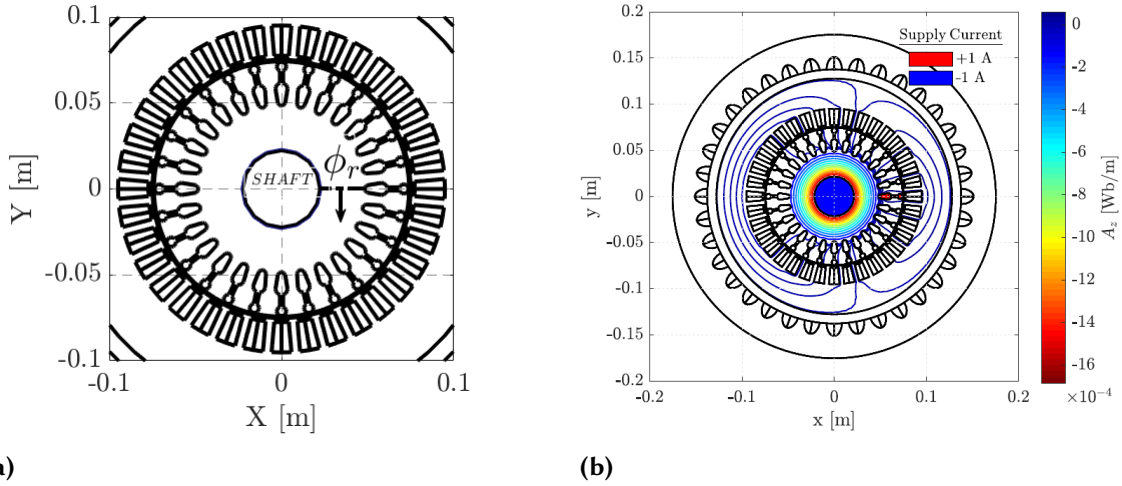 0.1
0.05
0
-0.05
-0.1
-0.1
0
0.1
X [m]
Y [m]
SHAFT
ϕr
a)
0.2
0.15
0.1
0.05
0
-0.05
-0.1
-0.15
-0.2
-0.2
-0.1
0
0.1
0.2
x [m]
y [m]
Supply Current
+1 A
-1 A
0
-2
-4
-6
-8
-10
-12
-14
-16
×10⁻⁴
A_z [Wb/m]
(b)